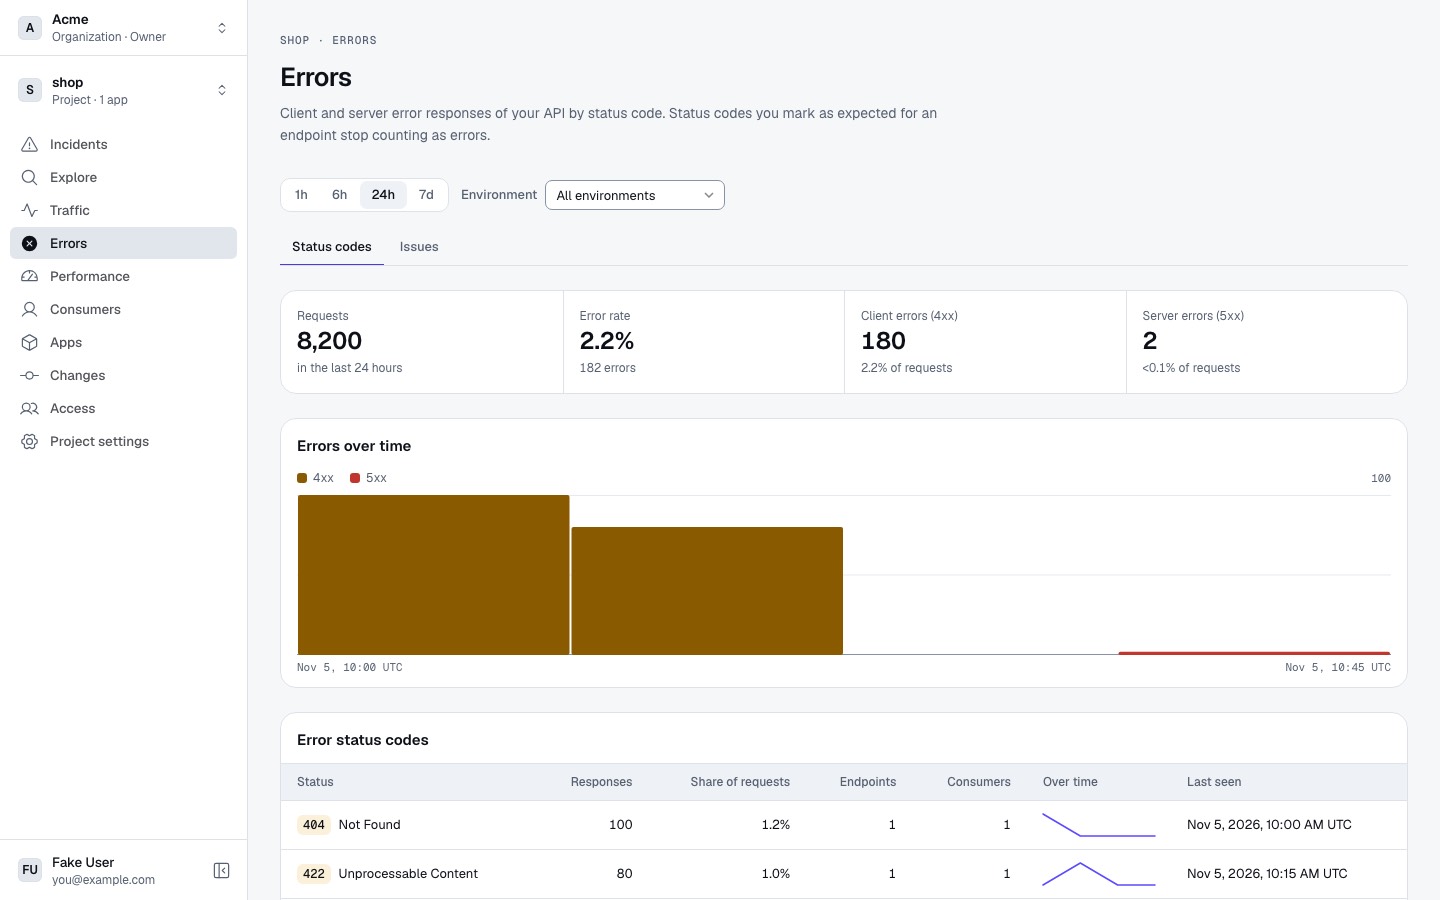 A
Acme
Organization · Owner
S
shop
Project · 1 app
Incidents
Explore
Traffic
Errors
Performance
Consumers
Apps
Changes
Access
Project settings
FU
Fake User
you@example.com
SHOP · ERRORS
Errors
Client and server error responses of your API by status code. Status codes you mark as expected for an
endpoint stop counting as errors.
1h 6h 24h 7d Environment All environments
Status codes Issues
Requests
8,200
in the last 24 hours
Error rate
2.2%
182 errors
Client errors (4xx)
180
2.2% of requests
Server errors (5xx)
2
<0.1% of requests
Errors over time
4xx 5xx 100
Nov 5, 10:00 UTC Nov 5, 10:45 UTC
Error status codes
Status Responses Share of requests Endpoints Consumers Over time Last seen
404 Not Found 100 1.2% 1 1 Nov 5, 2026, 10:00 AM UTC
422 Unprocessable Content 80 1.0% 1 1 Nov 5, 2026, 10:15 AM UTC